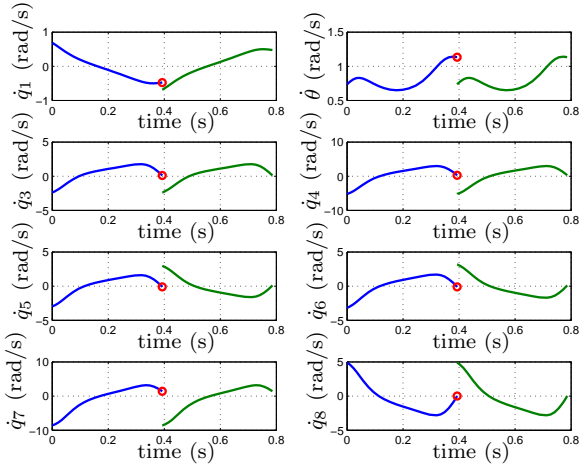 1
0
−1
0 0.2 0.4 0.6 0.8
time (s)
q̇1 (rad/s)
1.5
1
0.5
0 0.2 0.4 0.6 0.8
time (s)
θ̇ (rad/s)
5
0
−5
0 0.2 0.4 0.6 0.8
time (s)
q̇3 (rad/s)
10
0
−10
0 0.2 0.4 0.6 0.8
time (s)
q̇4 (rad/s)
5
0
−5
0 0.2 0.4 0.6 0.8
time (s)
q̇5 (rad/s)
5
0
−5
0 0.2 0.4 0.6 0.8
time (s)
q̇6 (rad/s)
10
0
−10
0 0.2 0.4 0.6 0.8
time (s)
q̇7 (rad/s)
5
0
−5
0 0.2 0.4 0.6 0.8
time (s)
q̇8 (rad/s)